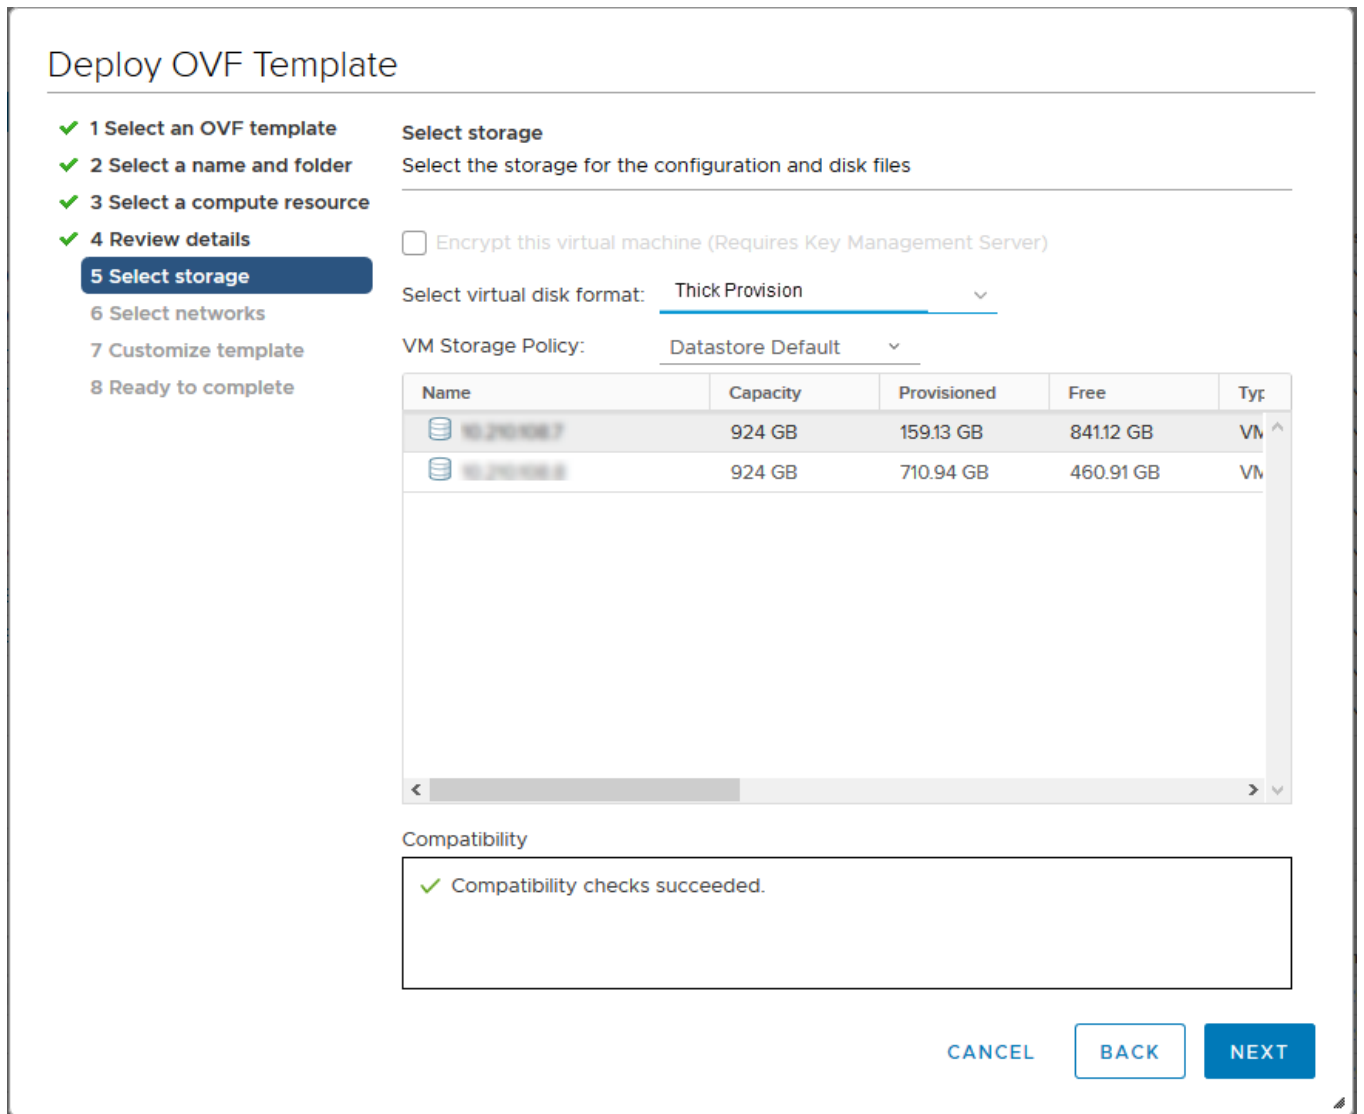 Deploy OVF Template
1 Select an OVF template
2 Select a name and folder
3 Select a compute resource
4 Review details
5 Select storage
6 Select networks
7 Customize template
8 Ready to complete
Select storage
Select the storage for the configuration and disk files
Encrypt this virtual machine (Requires Key Management Server)
Select virtual disk format: Thick Provision
VM Storage Policy: Datastore Default
Name Capacity Provisioned Free Typ
924 GB 159.13 GB 841.12 GB VM
924 GB 710.94 GB 460.91 GB VM
Compatibility
Compatibility checks succeeded.
CANCEL BACK NEXT